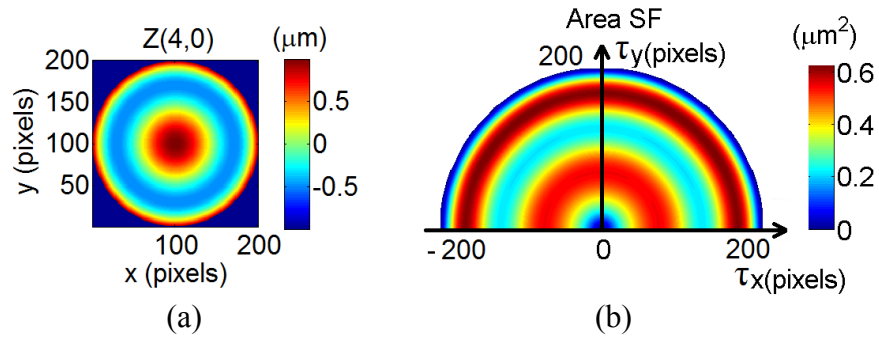 Z(4,0)
(μm)
200
150
100
50
y (pixels)
100
200
x (pixels)
0.5
0
-0.5
(a)
Area SF
200
τy(pixels)
(μm²)
0.6
0.4
0.2
0
- 200
0
200
τx(pixels)
(b)